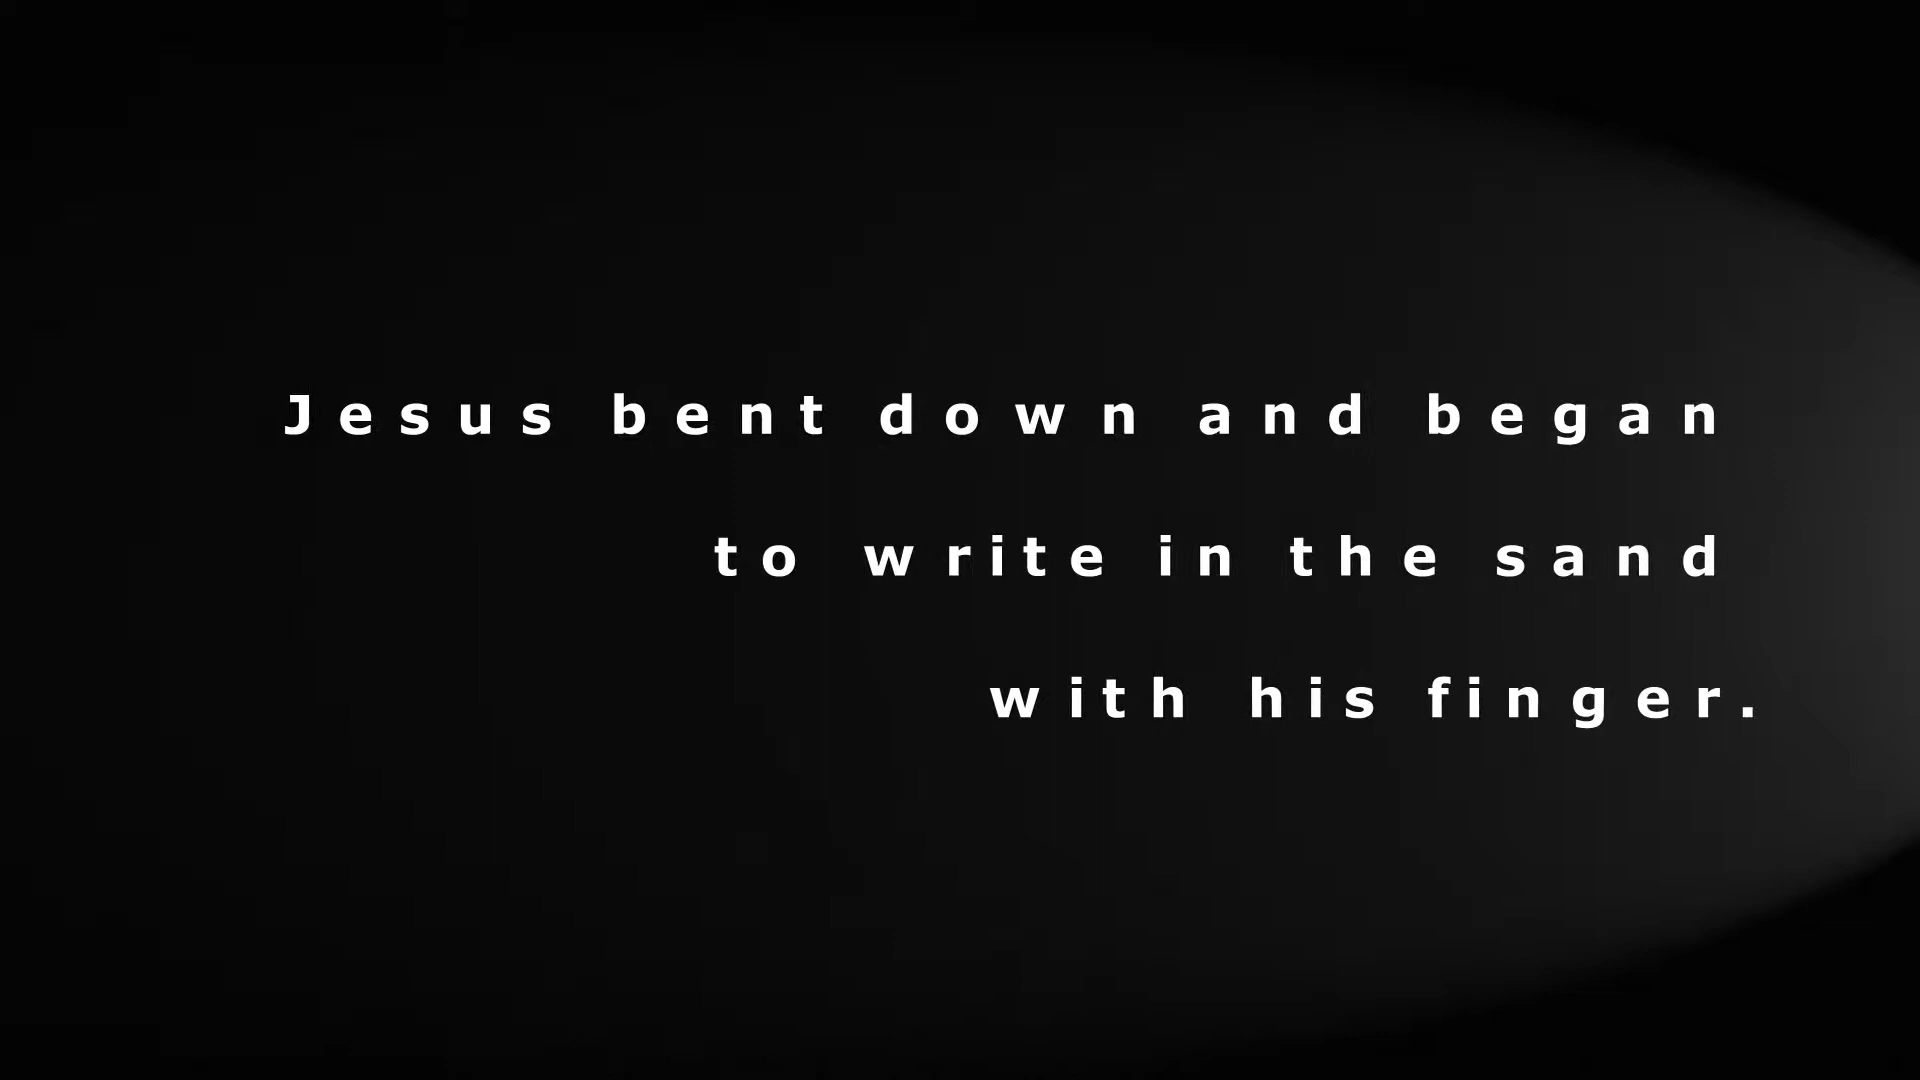 Jesus bent down and began
to write in the sand
with his finger.